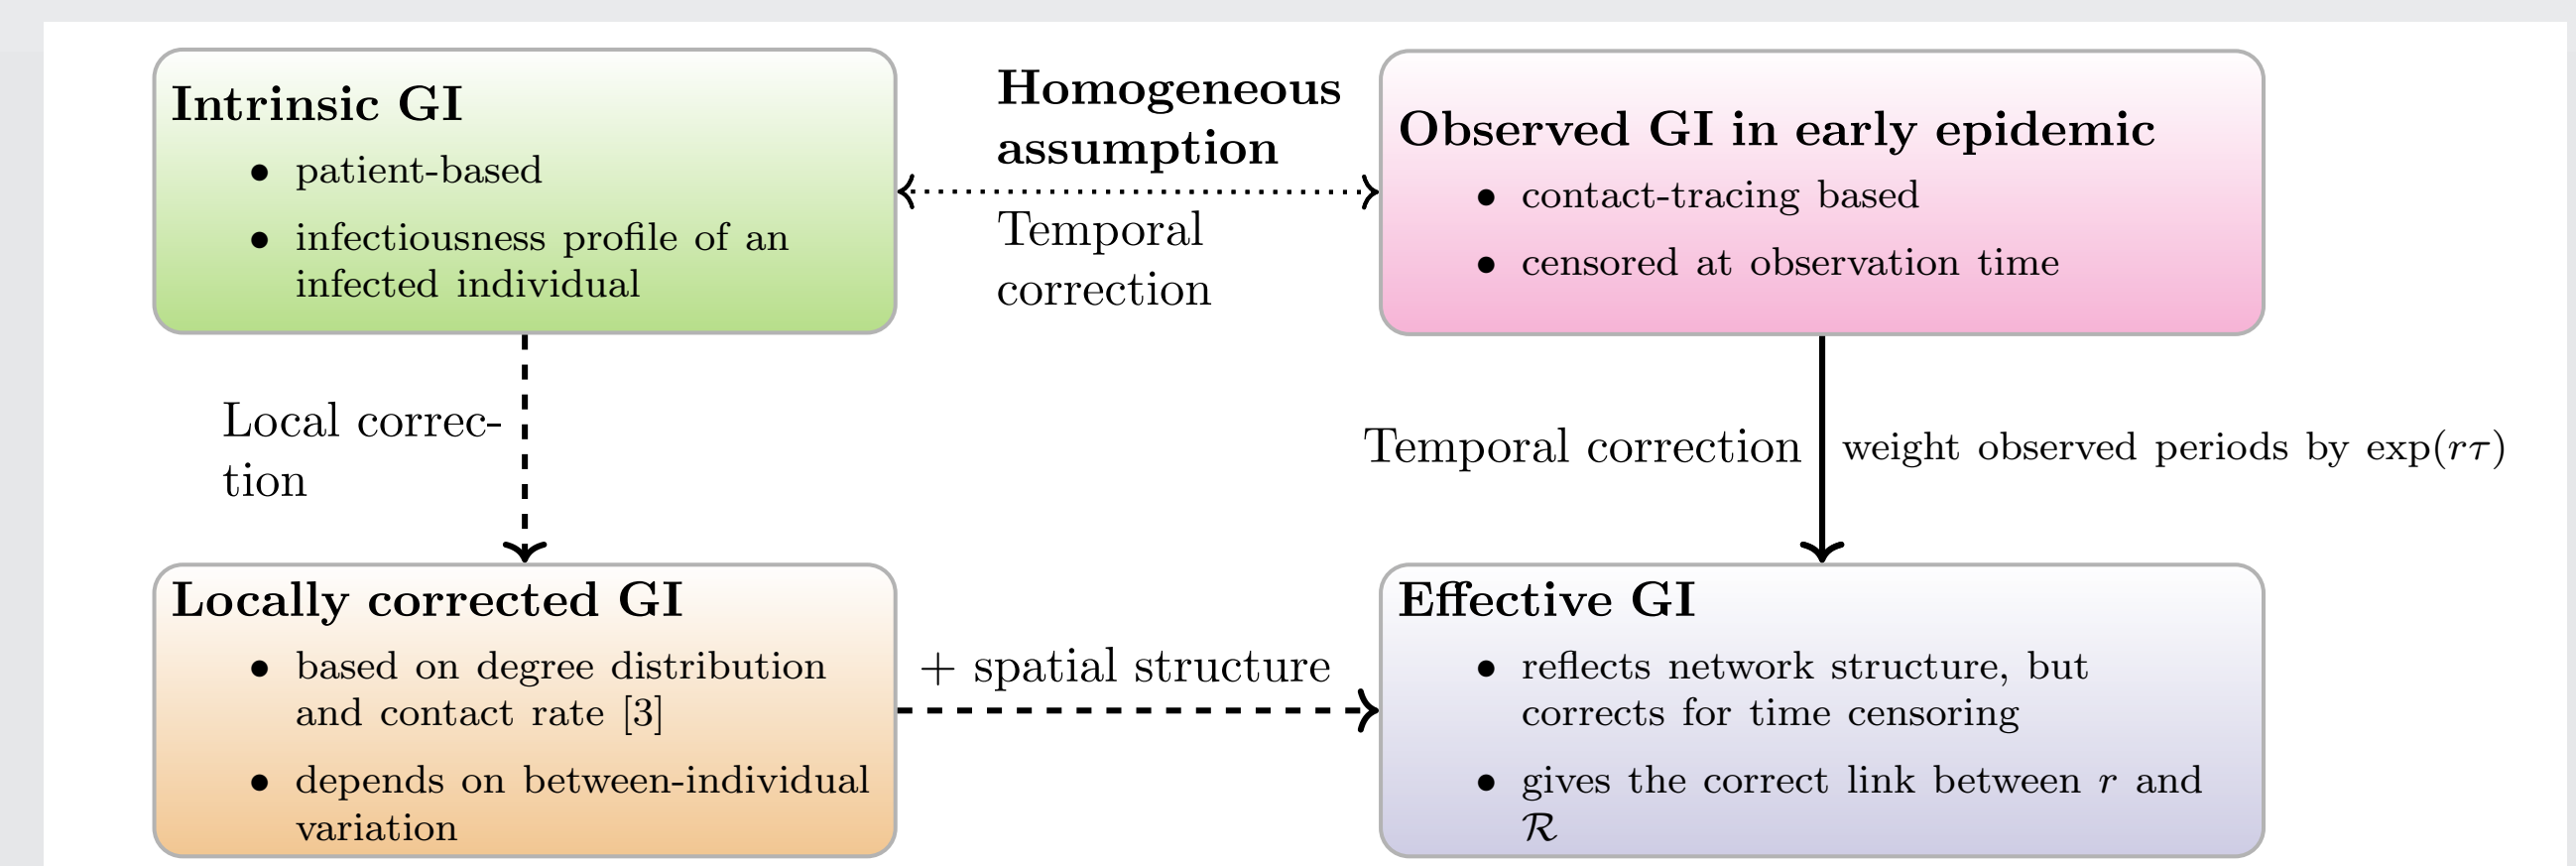 Intrinsic GI
• patient-based
• infectiousness profile of an
infected individual
Homogeneous
assumption
Temporal
correction
Observed GI in early epidemic
• contact-tracing based
• censored at observation time
Local correc-
tion
Temporal correction
weight observed periods by exp(rτ)
Locally corrected GI
• based on degree distribution
and contact rate [3]
• depends on between-individual
variation
+ spatial structure
Effective GI
• reflects network structure, but
corrects for time censoring
• gives the correct link between r and
ℛ